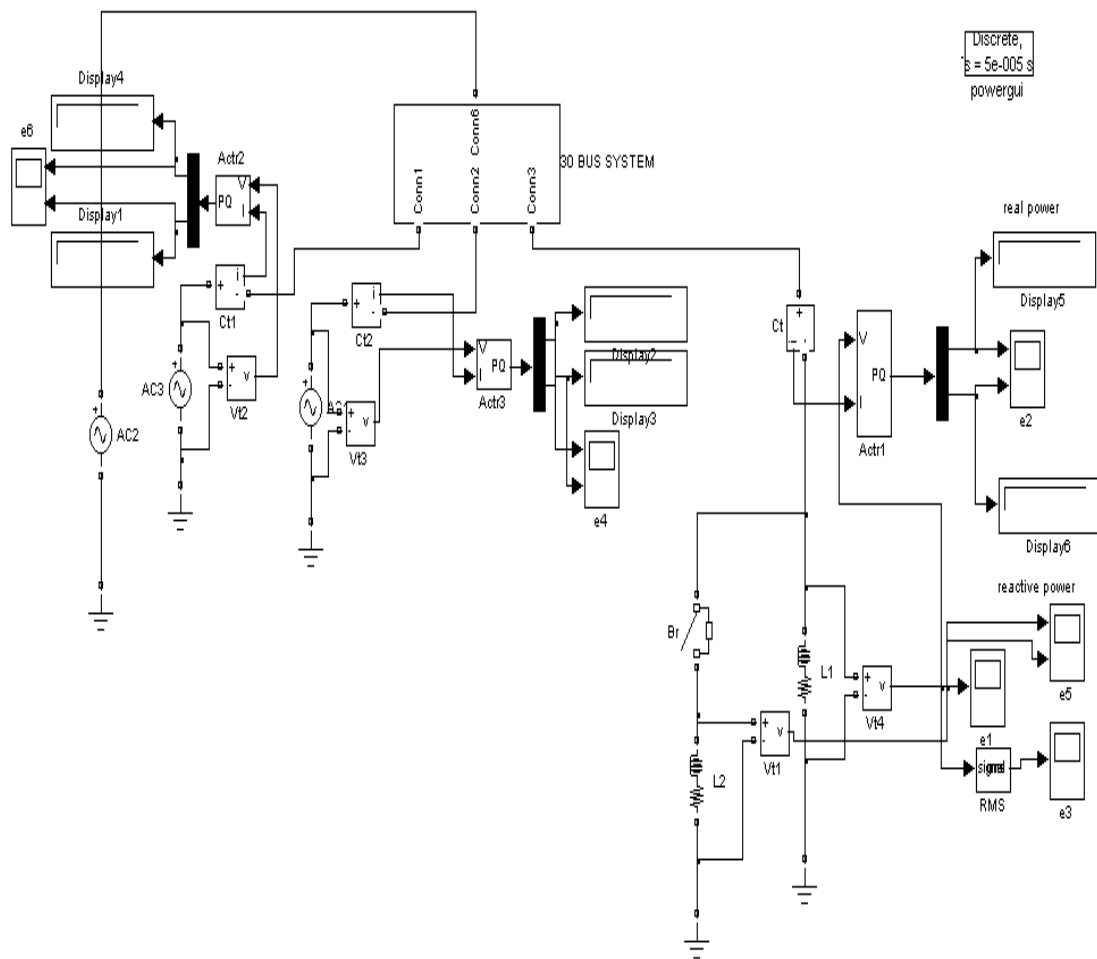 Discrete,
s = 5e-005 s
powergui
Display4
e6
Actr2
V
PQ
I
Display1
Conn6
30 BUS SYSTEM
Conn1
Conn2
Conn3
real power
Display5
+
i
-
Ct1
+
i
-
Ct2
Display2
Ct
+
i
-
V
PQ
I
Actr1
e2
AC3
+
+
-
v
Vt2
+
+
-
v
Vt3
V
PQ
I
Actr3
Display3
+
AC2
e4
Display6
reactive power
Br
L1
+
-
v
Vt4
e5
e1
+
-
v
Vt1
L2
signal
RMS
e3